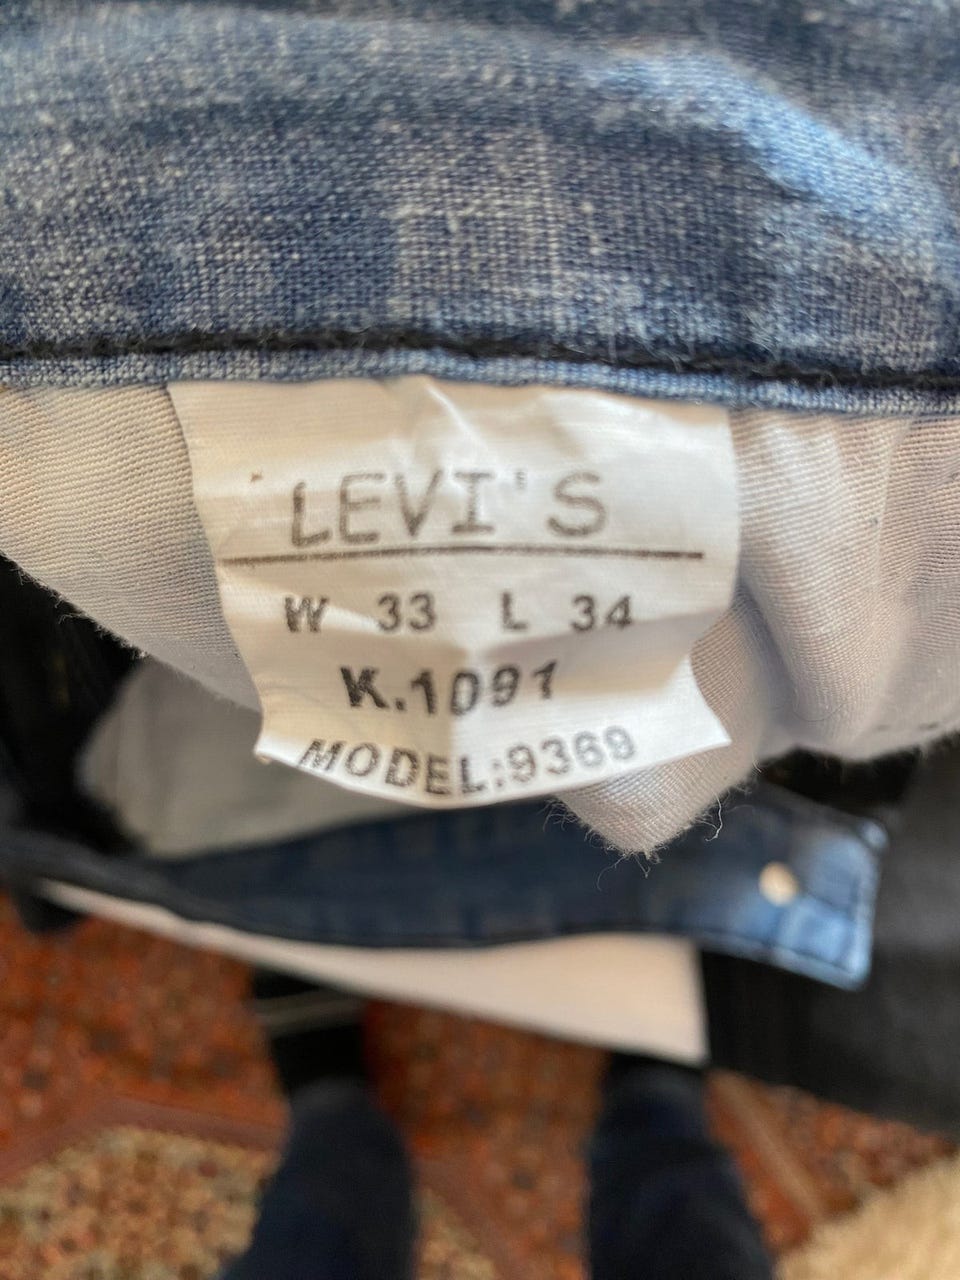 LEVI'S
W 33 L 34
K.1091
MODEL:9369